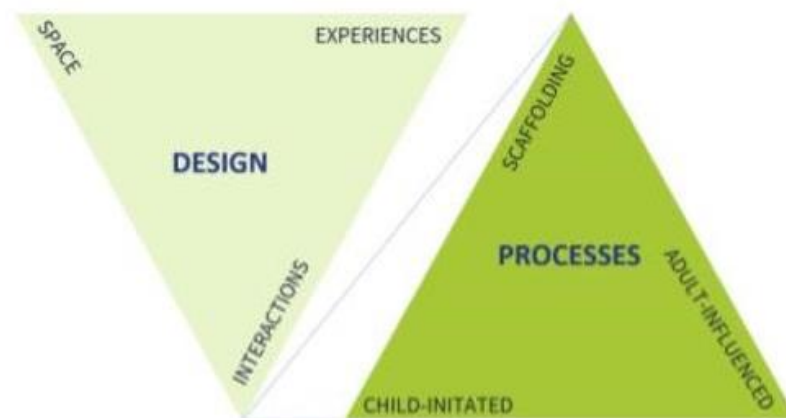 SPACE
EXPERIENCES
DESIGN
INTERACTIONS
SCAFFOLDING
PROCESSES
ADULT-INFLUENCED
CHILD-INITATED